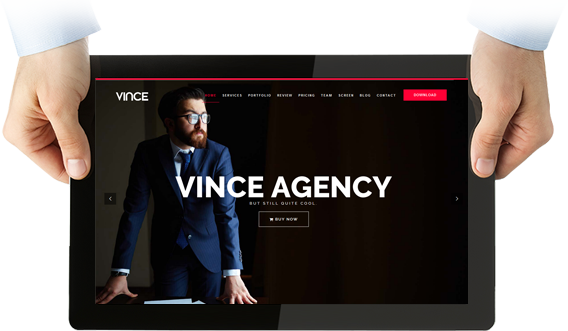 VINCE
HOME SERVICES PORTFOLIO REVIEW PRICING TEAM SCREEN BLOG CONTACT DOWNLOAD
VINCE AGENCY
BUT STILL QUITE COOL.
BUY NOW